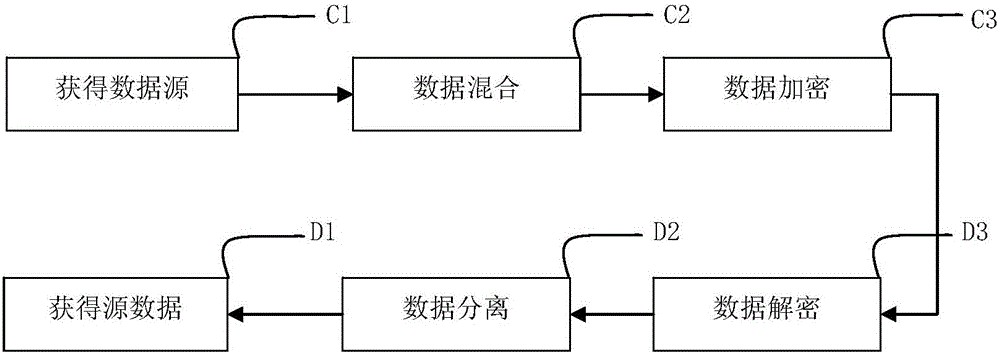 C1
C2
C3
获得数据源
数据混合
数据加密
D1
D2
D3
获得源数据
数据分离
数据解密